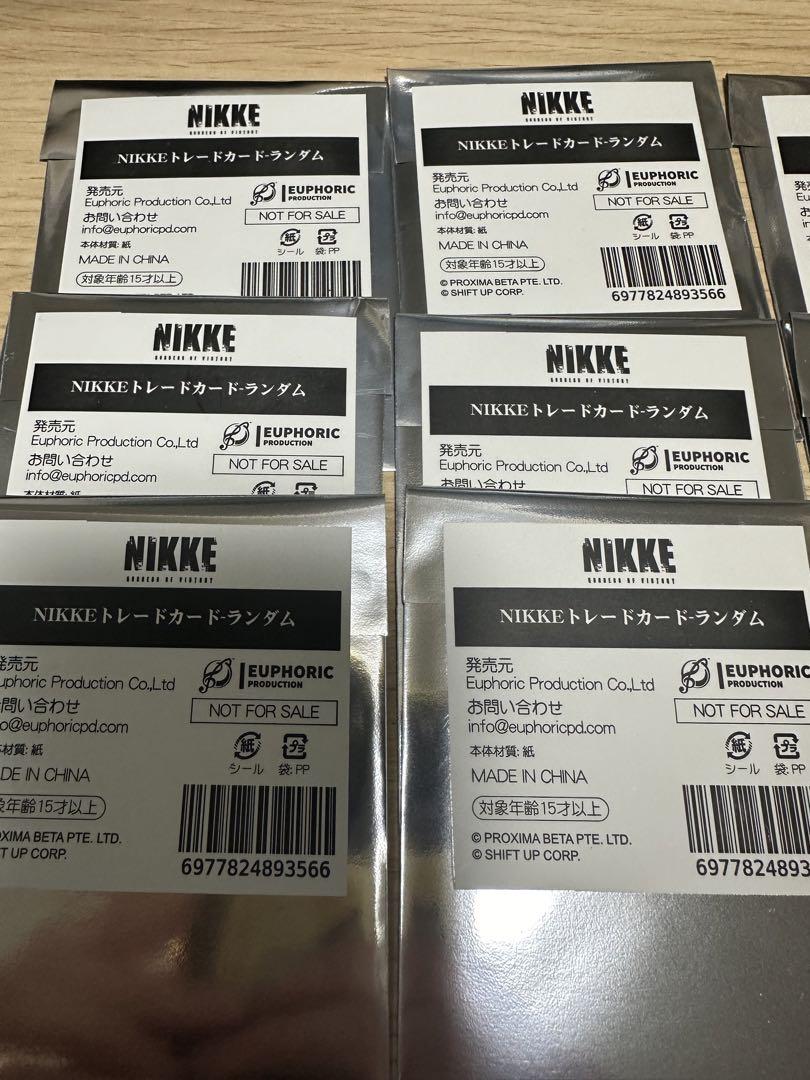 NIKKE
GODDESS OF VICTORY
NIKKEトレードカード-ランダム
発売元
Euphoric Production Co.,Ltd
EUPHORIC
PRODUCTION
お問い合わせ
info@euphoricpd.com
NOT FOR SALE
本体材質: 紙
MADE IN CHINA
紙
シール
プラ
袋: PP
対象年齢15才以上
NIKKE
GODDESS OF VICTORY
NIKKEトレードカード-ランダム
発売元
Euphoric Production Co.,Ltd
EUPHORIC
PRODUCTION
お問い合わせ
info@euphoricpd.com
NOT FOR SALE
本体材質: 紙
MADE IN CHINA
紙
シール
プラ
袋: PP
対象年齢15才以上
© PROXIMA BETA PTE. LTD.
© SHIFT UP CORP.
6977824893566
NIKKE
GODDESS OF VICTORY
NIKKEトレードカード-ランダム
発売元
Euphoric Production Co.,Ltd
EUPHORIC
PRODUCTION
お問い合わせ
info@euphoricpd.com
NOT FOR SALE
本体材質: 紙
紙
NIKKE
GODDESS OF VICTORY
NIKKEトレードカード-ランダム
発売元
Euphoric Production Co.,Ltd
EUPHORIC
PRODUCTION
お問い合わせ
NOT FOR SALE
NIKKE
GODDESS OF VICTORY
NIKKEトレードカード-ランダム
発売元
uphoric Production Co.,Ltd
EUPHORIC
PRODUCTION
問い合わせ
o@euphoricpd.com
NOT FOR SALE
体材質: 紙
DE IN CHINA
紙
シール
プラ
袋: PP
象年齢15才以上
XIMA BETA PTE. LTD.
T UP CORP.
6977824893566
NIKKE
GODDESS OF VICTORY
NIKKEトレードカード-ランダム
発売元
Euphoric Production Co.,Ltd
EUPHORIC
PRODUCTION
お問い合わせ
info@euphoricpd.com
NOT FOR SALE
本体材質: 紙
MADE IN CHINA
紙
シール
プラ
袋: PP
対象年齢15才以上
© PROXIMA BETA PTE. LTD.
© SHIFT UP CORP.
6977824893